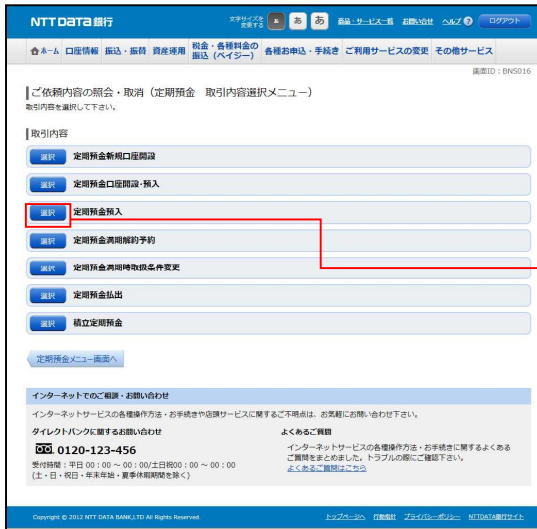 NTT DATA 銀行
文字サイズを
変更する
あ
あ
商品・サービス一覧 お問い合せ ヘルプ ログアウト
ホーム 口座情報 振込・振替 資産運用 税金・各種料金の
振込（ペイジー） 各種お申込・手続き ご利用サービスの変更 その他サービス
画面ID：BNS016
ご依頼内容の照会・取消（定期預金　取引内容選択メニュー）
取引内容を選択して下さい。
取引内容
選択 定期預金新規口座開設
選択 定期預金口座開設・預入
選択 定期預金預入
選択 定期預金満期解約予約
選択 定期預金満期時取扱条件変更
選択 定期預金払出
選択 積立定期預金
定期預金メニュー画面へ
インターネットでのご相談・お問い合わせ
インターネットサービスの各種操作方法・お手続きや店頭サービスに関するご不明点は、お気軽にお問い合わせ下さい。
ダイレクトバンクに関するお問い合わせ
0120-123-456
受付時間：平日 00：00 ～ 00：00/土日祝00：00 ～ 00：00
(土・日・祝日・年末年始・夏季休暇期間を除く)
よくあるご質問
インターネットサービスの各種操作方法・お手続きに関するよくある
ご質問をまとめました。トラブルの際にご確認下さい。
よくあるご質問はこちら
Copyright © 2012 NTT DATA BANK,LTD All Rights Reserved.
トップページへ 行動指針 プライバシーポリシー NTTDATA銀行サイト